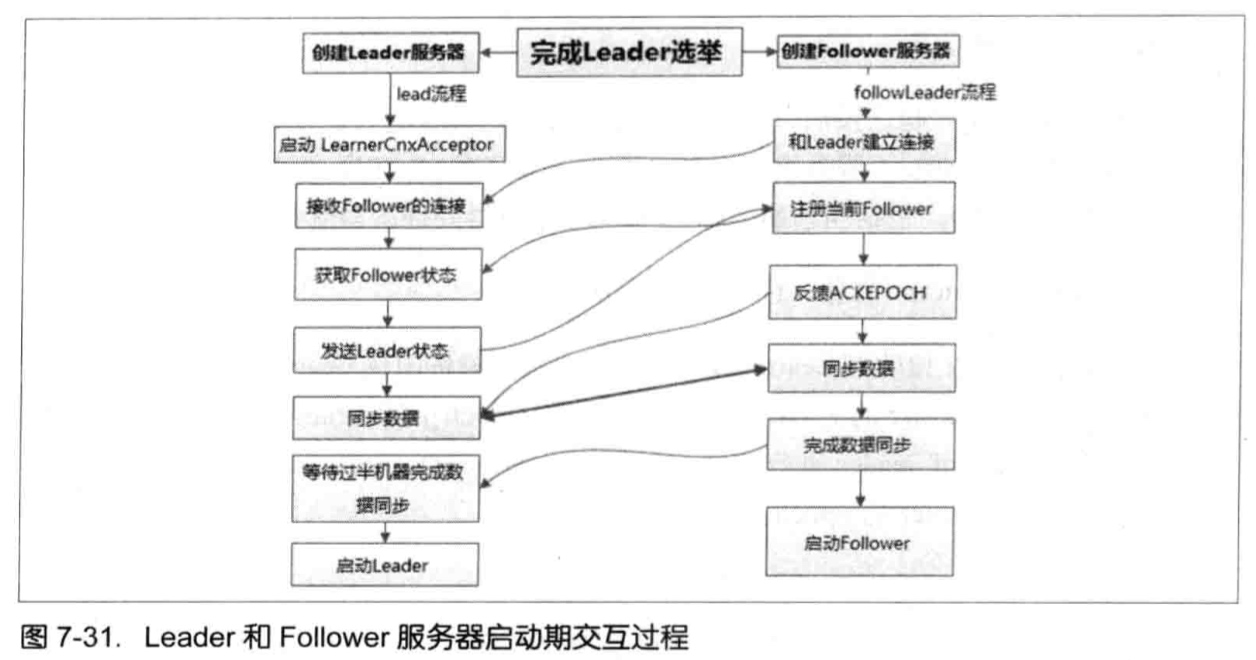 完成Leader选举
创建Leader服务器
lead流程
启动 LearnerCnxAcceptor
接收Follower的连接
获取Follower状态
发送Leader状态
同步数据
等待过半机器完成数
据同步
启动Leader
创建Follower服务器
followLeader流程
和Leader建立连接
注册当前Follower
反馈ACKEPOCH
同步数据
完成数据同步
启动Follower
图 7-31. Leader 和 Follower 服务器启动期交互过程